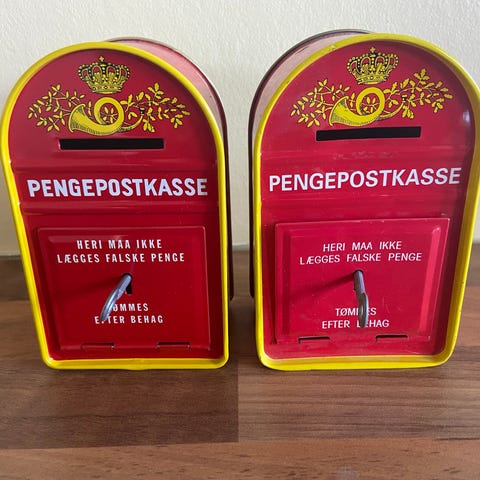 PENGEPOSTKASSE
HERI MAA IKKE
LÆGGES FALSKE PENGE
TØMMES
EFTER BEHAG
PENGEPOSTKASSE
HERI MAA IKKE
LÆGGES FALSKE PENGE
TØMMES
EFTER BEHAG